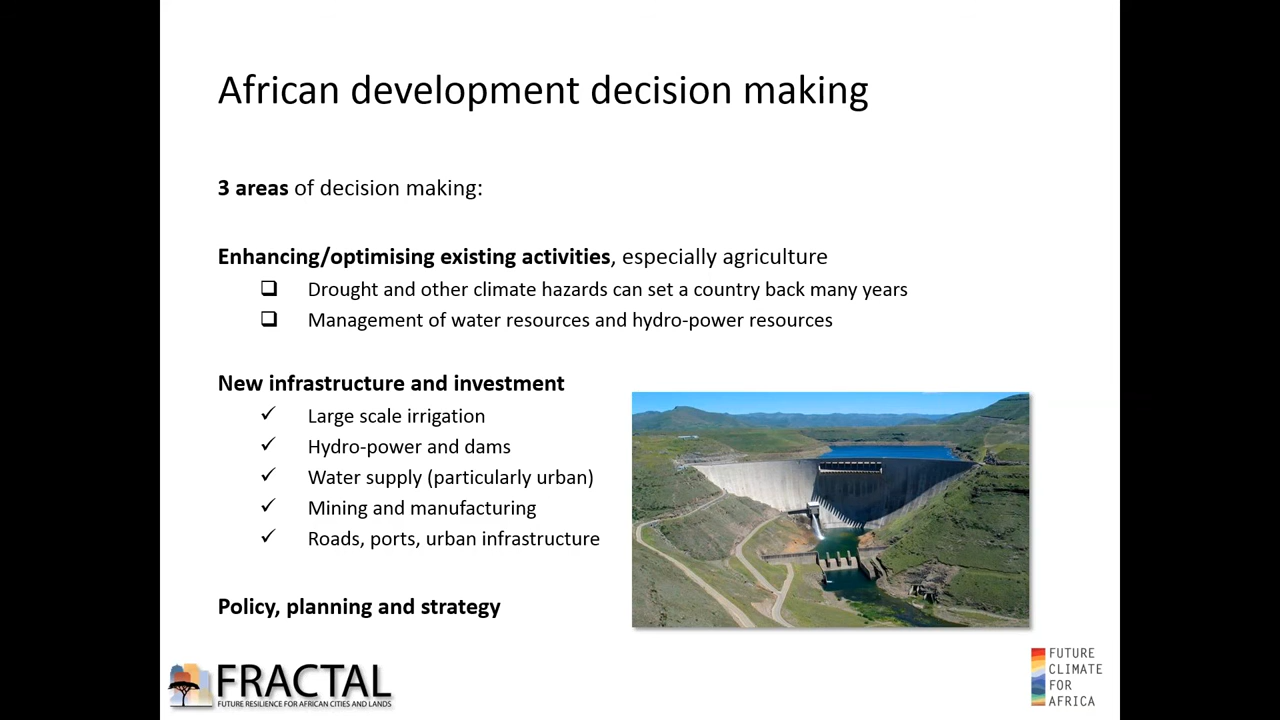 African development decision making
3 areas of decision making:
Enhancing/optimising existing activities, especially agriculture
Drought and other climate hazards can set a country back many years
Management of water resources and hydro-power resources
New infrastructure and investment
Large scale irrigation
Hydro-power and dams
Water supply (particularly urban)
Mining and manufacturing
Roads, ports, urban infrastructure
Policy, planning and strategy
FRACTAL
FUTURE RESILIENCE FOR AFRICAN CITIES AND LANDS
FUTURE
CLIMATE
FOR
AFRICA